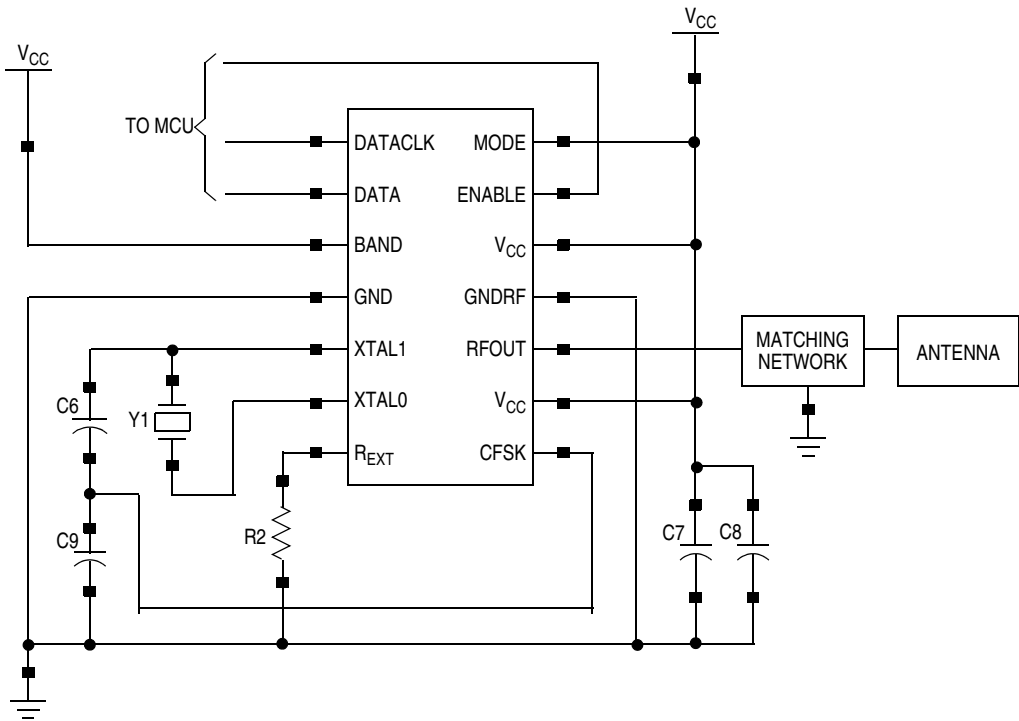 VCC
VCC
TO MCU
DATACLK
MODE
DATA
ENABLE
BAND
VCC
GND
GNDRF
XTAL1
RFOUT
MATCHING
NETWORK
ANTENNA
XTAL0
VCC
C6
Y1
REXT
CFSK
R2
C9
C7
C8